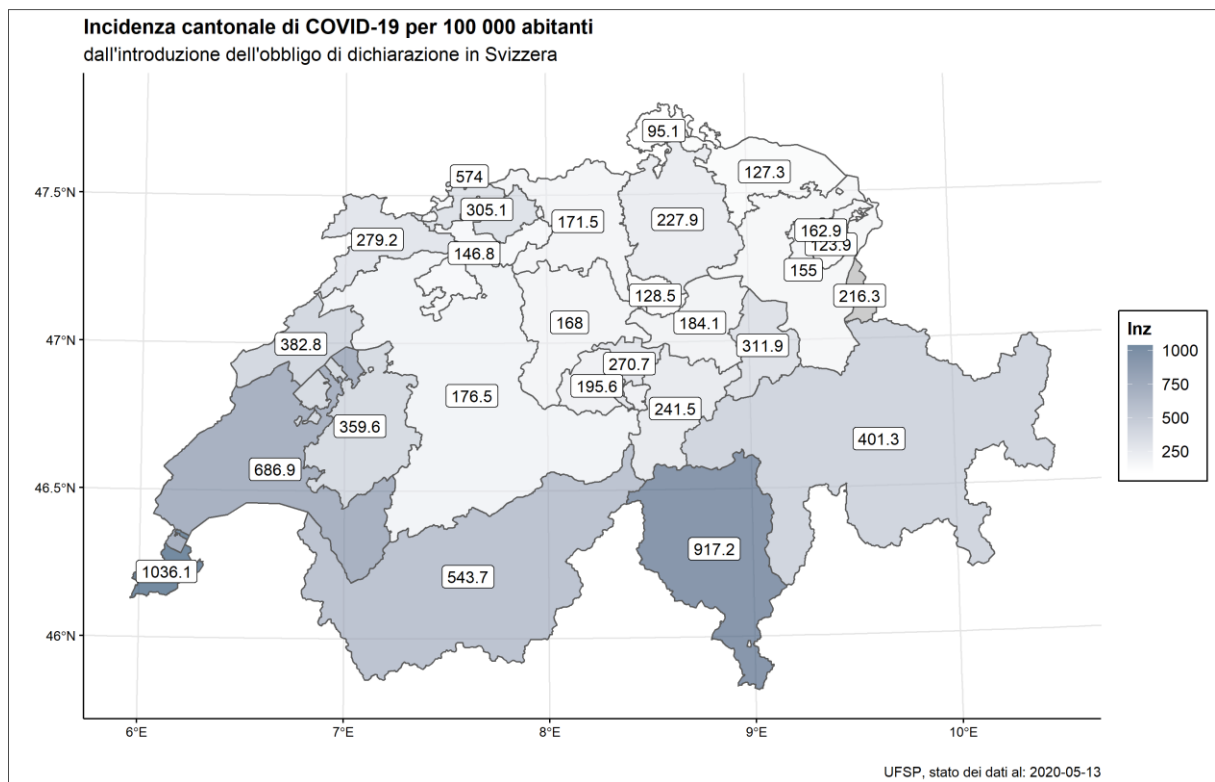 Incidenza cantonale di COVID-19 per 100 000 abitanti
dall'introduzione dell'obbligo di dichiarazione in Svizzera
95.1
127.3
574
305.1
171.5
227.9
162.9
123.9
279.2
146.8
155
128.5
216.3
168
184.1
382.8
311.9
270.7
195.6
176.5
241.5
359.6
401.3
686.9
917.2
1036.1
543.7
47.5°N
47°N
46.5°N
46°N
6°E
7°E
8°E
9°E
10°E
Inz
1000
750
500
250
UFSP, stato dei dati al: 2020-05-13